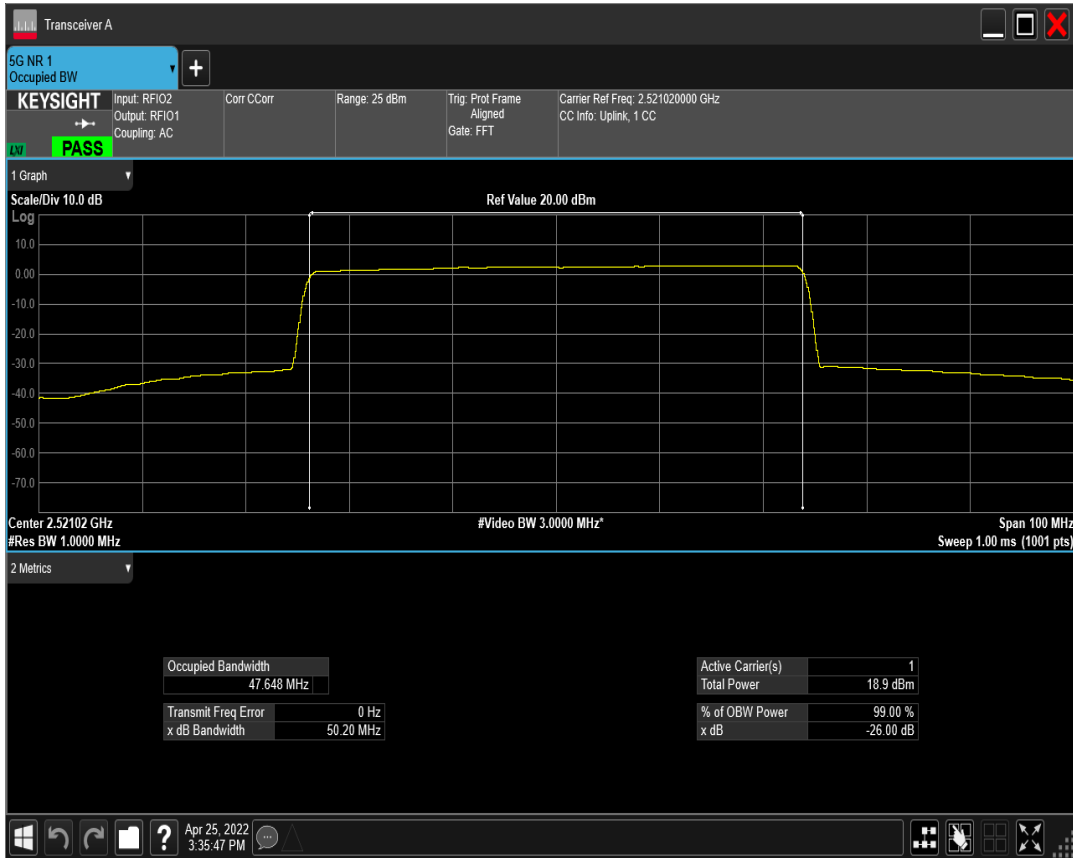 Transceiver A
5G NR 1
Occupied BW
KEYSIGHT
LXI
PASS
Input: RFIO2
Output: RFIO1
Coupling: AC
Corr CCorr
Range: 25 dBm
Trig: Prot Frame
Aligned
Gate: FFT
Carrier Ref Freq: 2.521020000 GHz
CC Info: Uplink, 1 CC
1 Graph
Scale/Div 10.0 dB
Ref Value 20.00 dBm
Log
10.0
0.00
-10.0
-20.0
-30.0
-40.0
-50.0
-60.0
-70.0
Center 2.52102 GHz
#Video BW 3.0000 MHz*
Span 100 MHz
#Res BW 1.0000 MHz
Sweep 1.00 ms (1001 pts)
2 Metrics
Occupied Bandwidth
47.648 MHz
Transmit Freq Error 0 Hz
x dB Bandwidth 50.20 MHz
Active Carrier(s) 1
Total Power 18.9 dBm
% of OBW Power 99.00 %
x dB -26.00 dB
Apr 25, 2022
3:35:47 PM